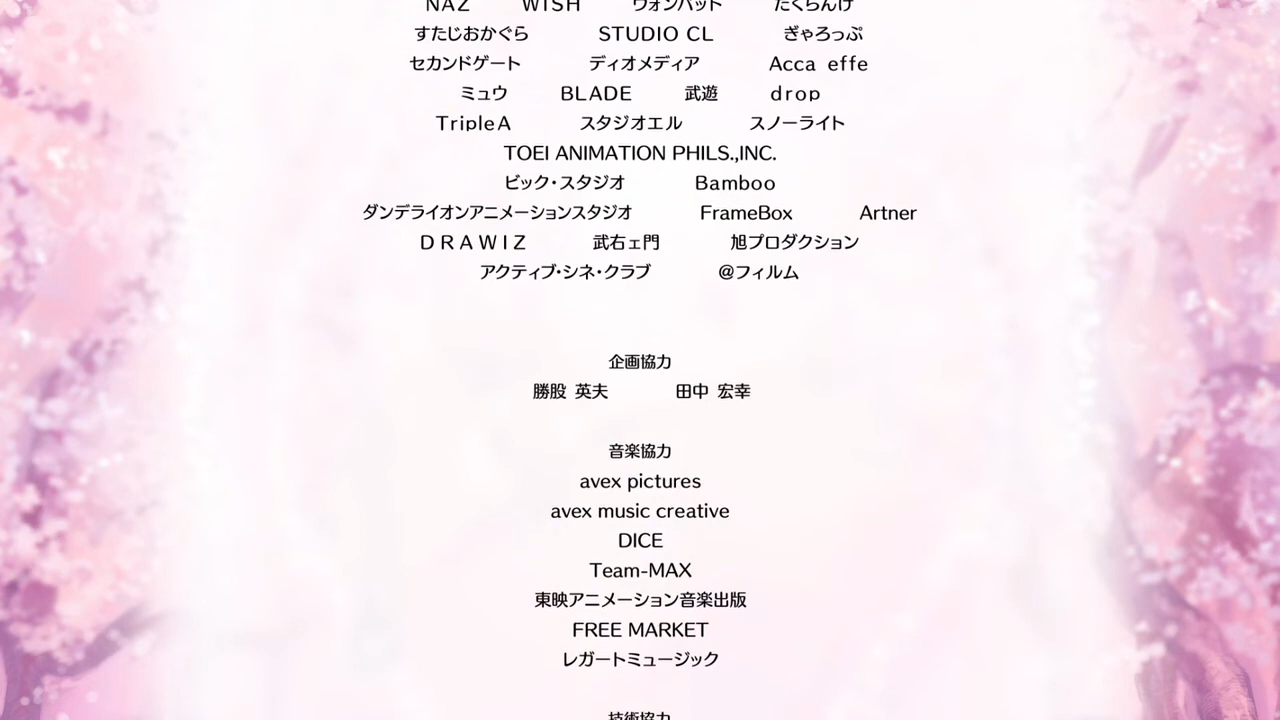 NAZ WISH ウォンバット たくらんけ
すたじおかぐら STUDIO CL ぎゃろっぷ
セカンドゲート ディオメディア Acca effe
ミュウ BLADE 武遊 drop
TripleA スタジオエル スノーライト
TOEI ANIMATION PHILS.,INC.
ビック・スタジオ Bamboo
ダンデライオンアニメーションスタジオ FrameBox Artner
DRAWIZ 武右ェ門 旭プロダクション
アクティブ・シネ・クラブ @フィルム
企画協力
勝股 英夫 田中 宏幸
音楽協力
avex pictures
avex music creative
DICE
Team-MAX
東映アニメーション音楽出版
FREE MARKET
レガートミュージック
技術協力